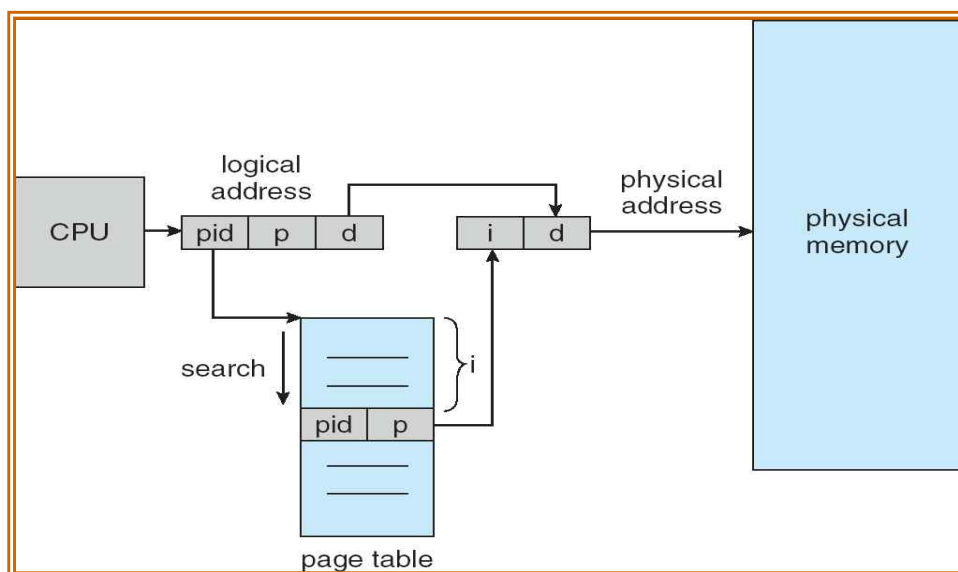 logical
address
physical
address
CPU
pid p d
i d
physical
memory
search
i
pid p
page table